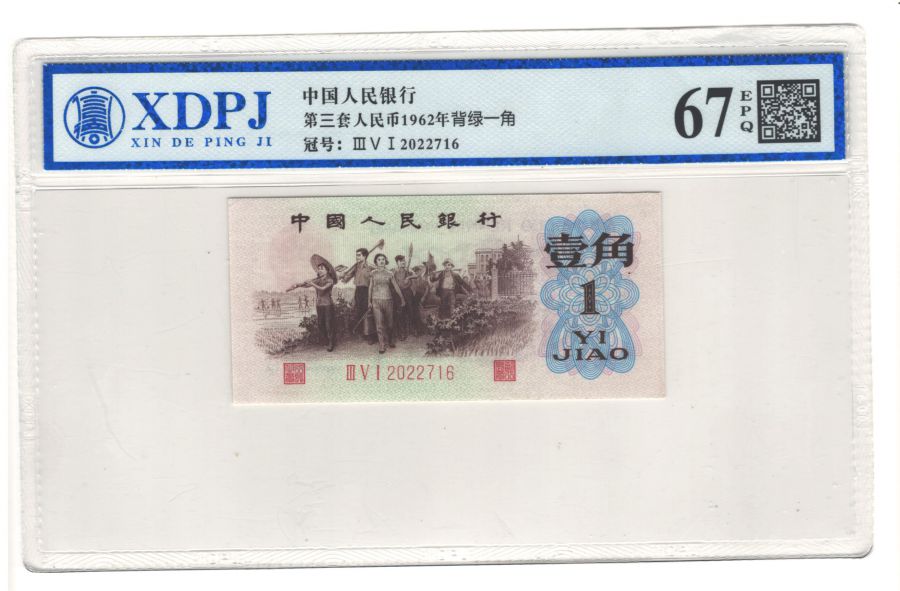 XDPJ
XIN DE PING JI
中国人民银行
第三套人民币1962年背绿一角
冠号：ⅢⅤⅠ2022716
67
EPQ
中國人民銀行
壹角
1
YI
JIAO
ⅢⅤⅠ2022716